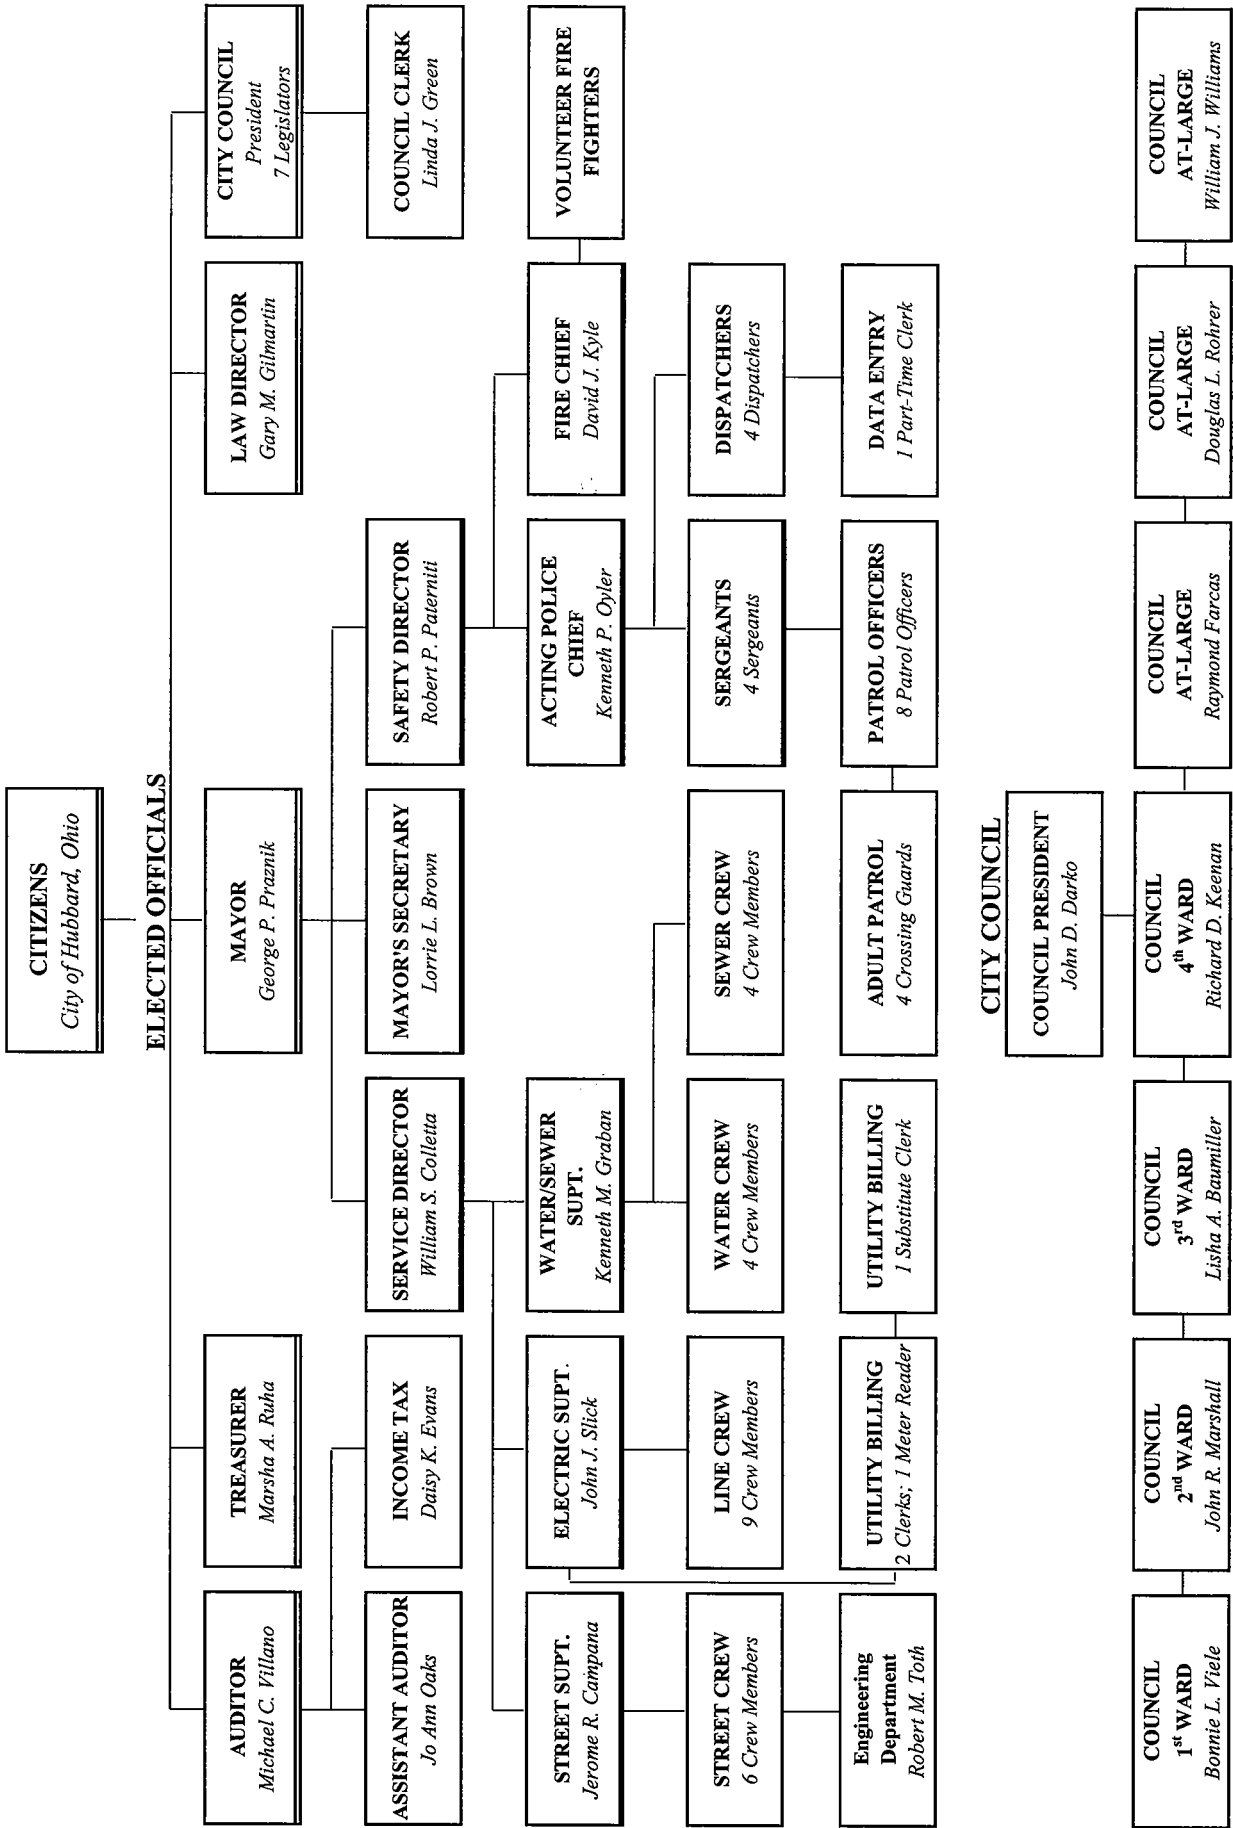 CITIZENS
City of Hubbard, Ohio
ELECTED OFFICIALS
AUDITOR
Michael C. Villano
TREASURER
Marsha A. Ruha
MAYOR
George P. Praznik
LAW DIRECTOR
Gary M. Gilmartin
CITY COUNCIL
President
7 Legislators
ASSISTANT AUDITOR
Jo Ann Oaks
INCOME TAX
Daisy K. Evans
SERVICE DIRECTOR
William S. Colletta
MAYOR'S SECRETARY
Lorrie L. Brown
SAFETY DIRECTOR
Robert P. Paterniti
COUNCIL CLERK
Linda J. Green
STREET SUPT.
Jerome R. Campana
ELECTRIC SUPT.
John J. Slick
WATER/SEWER
SUPT.
Kenneth M. Graban
ACTING POLICE
CHIEF
Kenneth P. Oyler
FIRE CHIEF
David J. Kyle
VOLUNTEER FIRE
FIGHTERS
STREET CREW
6 Crew Members
LINE CREW
9 Crew Members
WATER CREW
4 Crew Members
SEWER CREW
4 Crew Members
SERGEANTS
4 Sergeants
DISPATCHERS
4 Dispatchers
Engineering
Department
Robert M. Toth
UTILITY BILLING
2 Clerks; 1 Meter Reader
UTILITY BILLING
1 Substitute Clerk
ADULT PATROL
4 Crossing Guards
PATROL OFFICERS
8 Patrol Officers
DATA ENTRY
1 Part-Time Clerk
CITY COUNCIL
COUNCIL PRESIDENT
John D. Darko
COUNCIL
1st WARD
Bonnie L. Viele
COUNCIL
2nd WARD
John R. Marshall
COUNCIL
3rd WARD
Lisha A. Baumiller
COUNCIL
4th WARD
Richard D. Keenan
COUNCIL
AT-LARGE
Raymond Farcas
COUNCIL
AT-LARGE
Douglas L. Rohrer
COUNCIL
AT-LARGE
William J. Williams